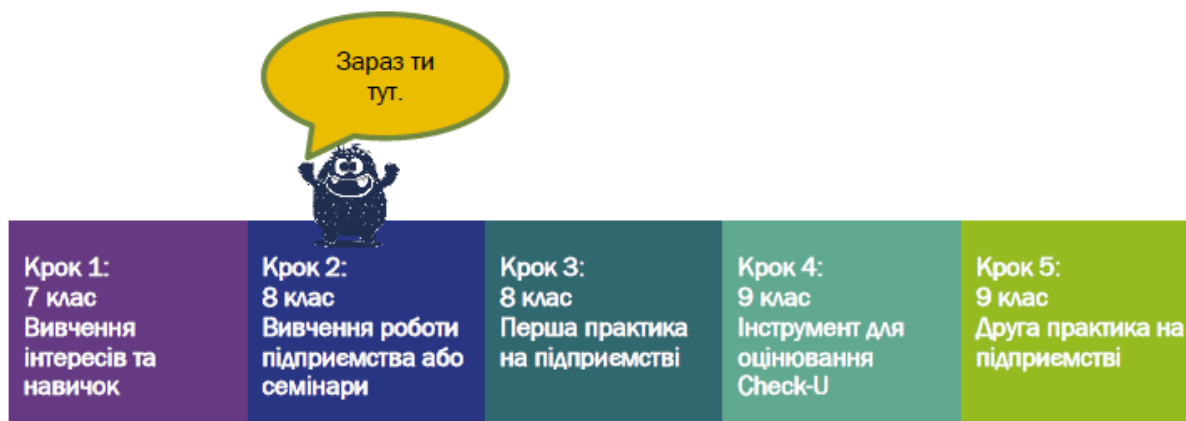 Зараз ти
тут.
Крок 1:
7 клас
Вивчення
інтересів та
навичок
Крок 2:
8 клас
Вивчення роботи
підприємства або
семінари
Крок 3:
8 клас
Перша практика
на підприємстві
Крок 4:
9 клас
Інструмент для
оцінювання
Check-U
Крок 5:
9 клас
Друга практика на
підприємстві